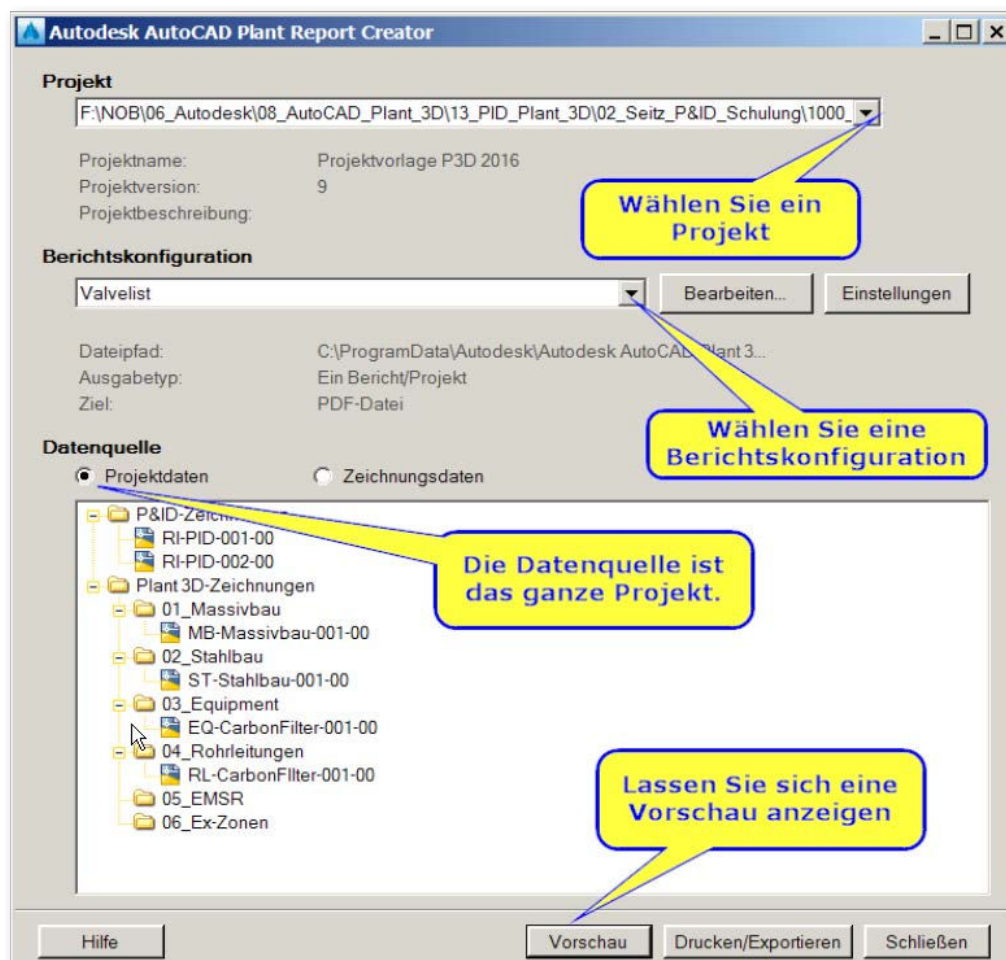 Autodesk AutoCAD Plant Report Creator
Projekt
F:\NOB\06_Autodesk\08_AutoCAD_Plant_3D\13_PID_Plant_3D\02_Seitz_P&ID_Schulung\1000_
Projektname: Projektvorlage P3D 2016
Projektversion: 9
Projektbeschreibung:
Wählen Sie ein
Projekt
Berichtskonfiguration
Valvelist
Bearbeiten...
Einstellungen
Dateipfad: C:\ProgramData\Autodesk\Autodesk AutoCAD Plant 3...
Ausgabetyp: Ein Bericht/Projekt
Ziel: PDF-Datei
Wählen Sie eine
Berichtskonfiguration
Datenquelle
Projektdaten
Zeichnungsdaten
P&ID-Zeichnungen
RI-PID-001-00
RI-PID-002-00
Die Datenquelle ist
das ganze Projekt.
Plant 3D-Zeichnungen
01_Massivbau
MB-Massivbau-001-00
02_Stahlbau
ST-Stahlbau-001-00
03_Equipment
EQ-CarbonFilter-001-00
04_Rohrleitungen
RL-CarbonFIlter-001-00
05_EMSR
06_Ex-Zonen
Lassen Sie sich eine
Vorschau anzeigen
Hilfe
Vorschau
Drucken/Exportieren
Schließen